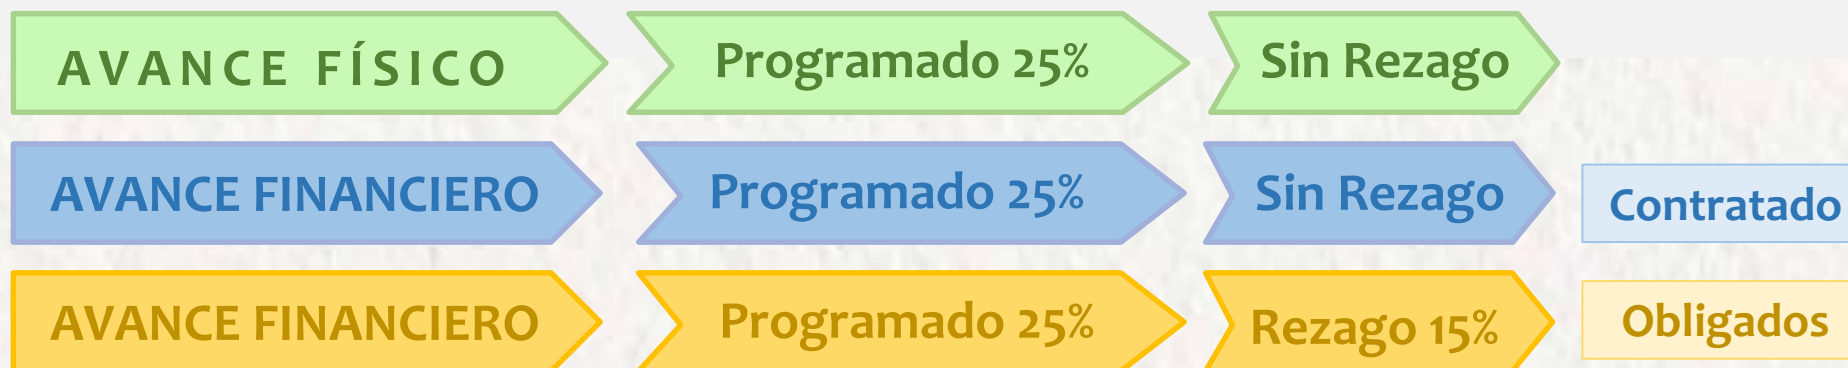 AVANCE FÍSICO Programado 25% Sin Rezago
AVANCE FINANCIERO Programado 25% Sin Rezago Contratado
AVANCE FINANCIERO Programado 25% Rezago 15% Obligados